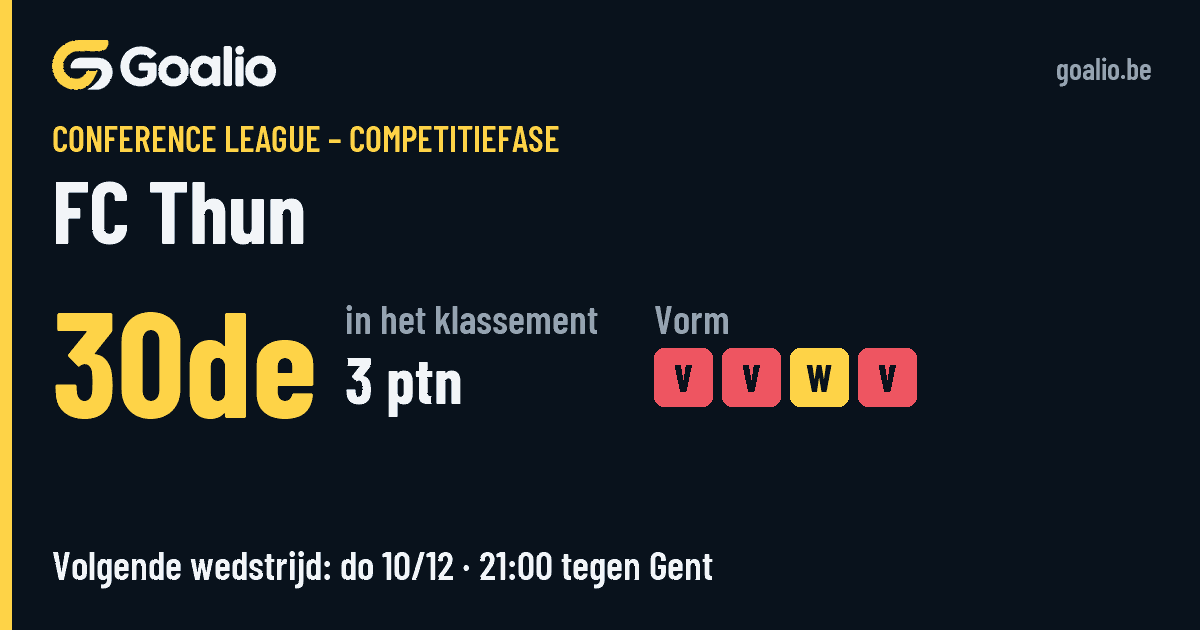 Goalio
goalio.be
CONFERENCE LEAGUE – COMPETITIEFASE
FC Thun
30de
in het klassement
3 ptn
Vorm
V V W V
Volgende wedstrijd: do 10/12 · 21:00 tegen Gent